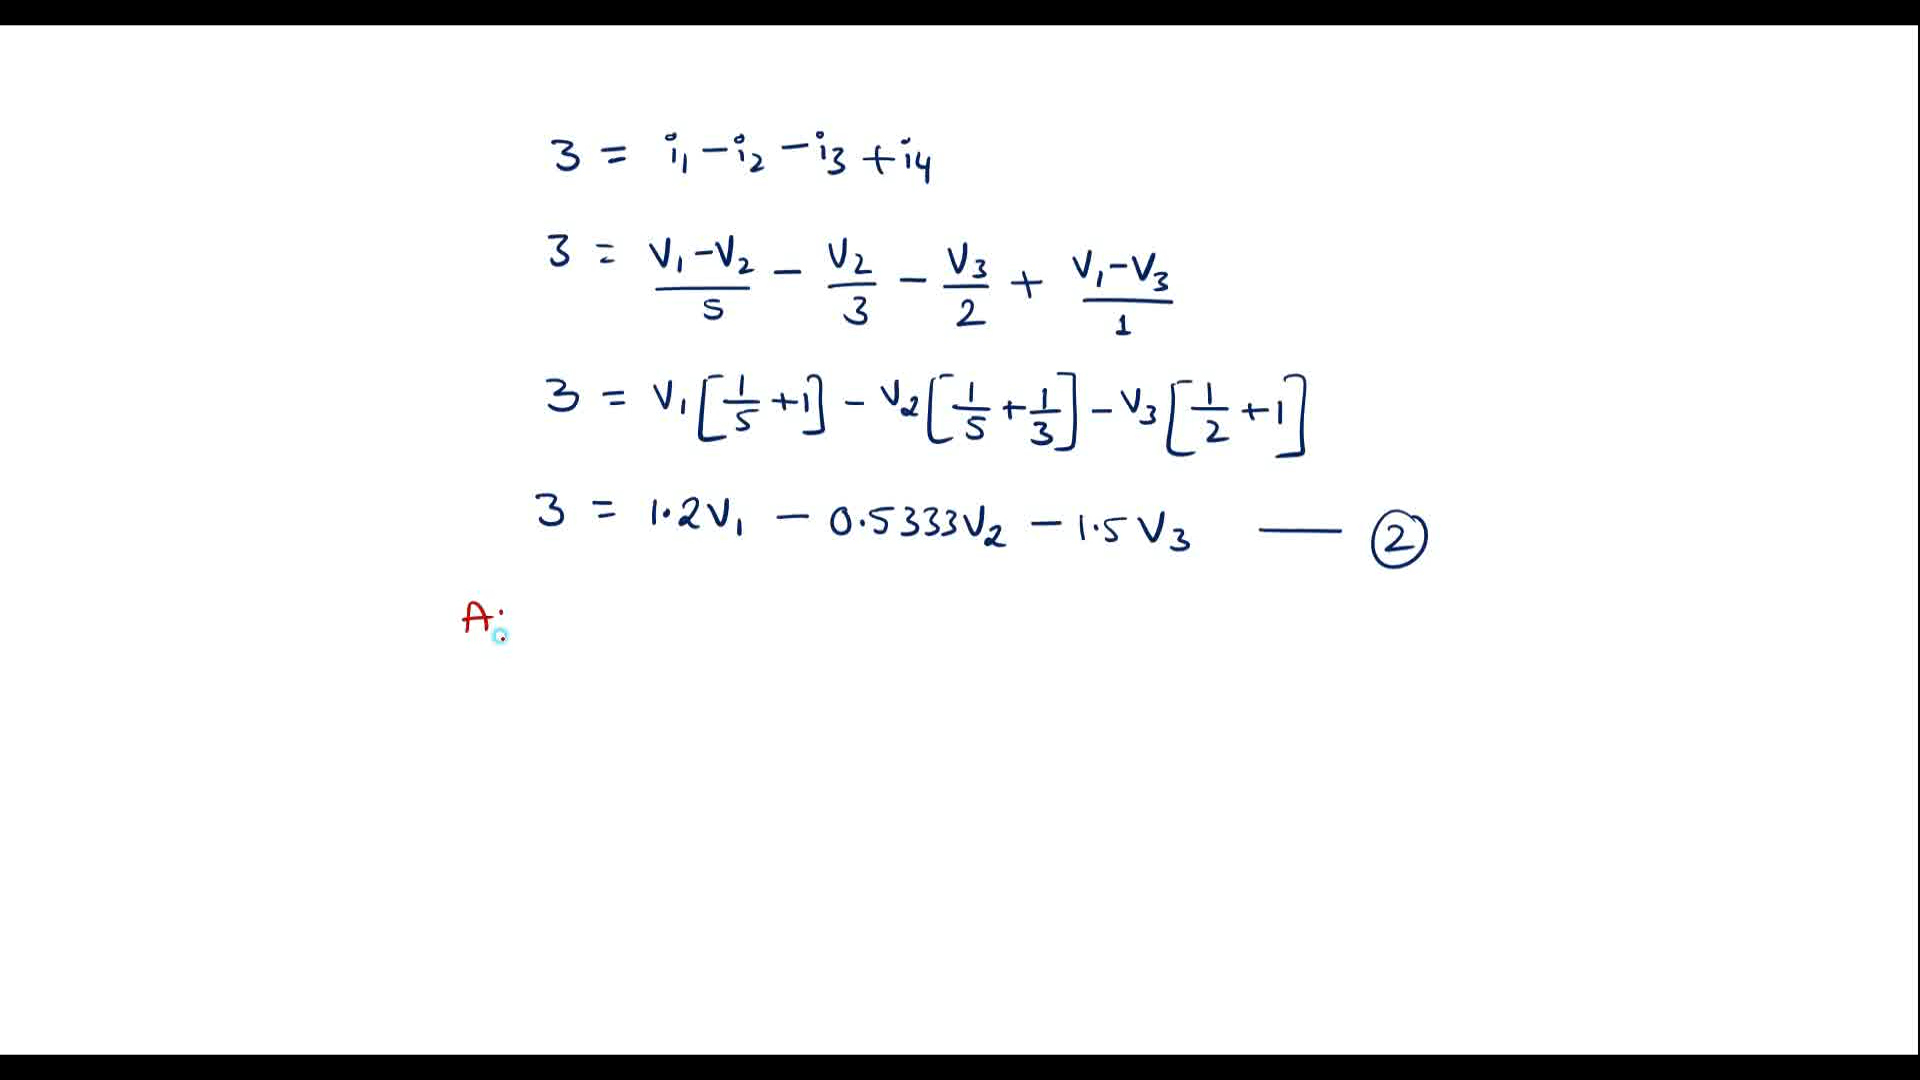 3 = i₁ - i₂ - i₃ + i₄
3 = (V₁ - V₂)/5 - V₂/3 - V₃/2 + (V₁ - V₃)/1
3 = V₁[1/5 + 1] - V₂[1/5 + 1/3] - V₃[1/2 + 1]
3 = 1.2V₁ - 0.5333V₂ - 1.5V₃ — ②
A: